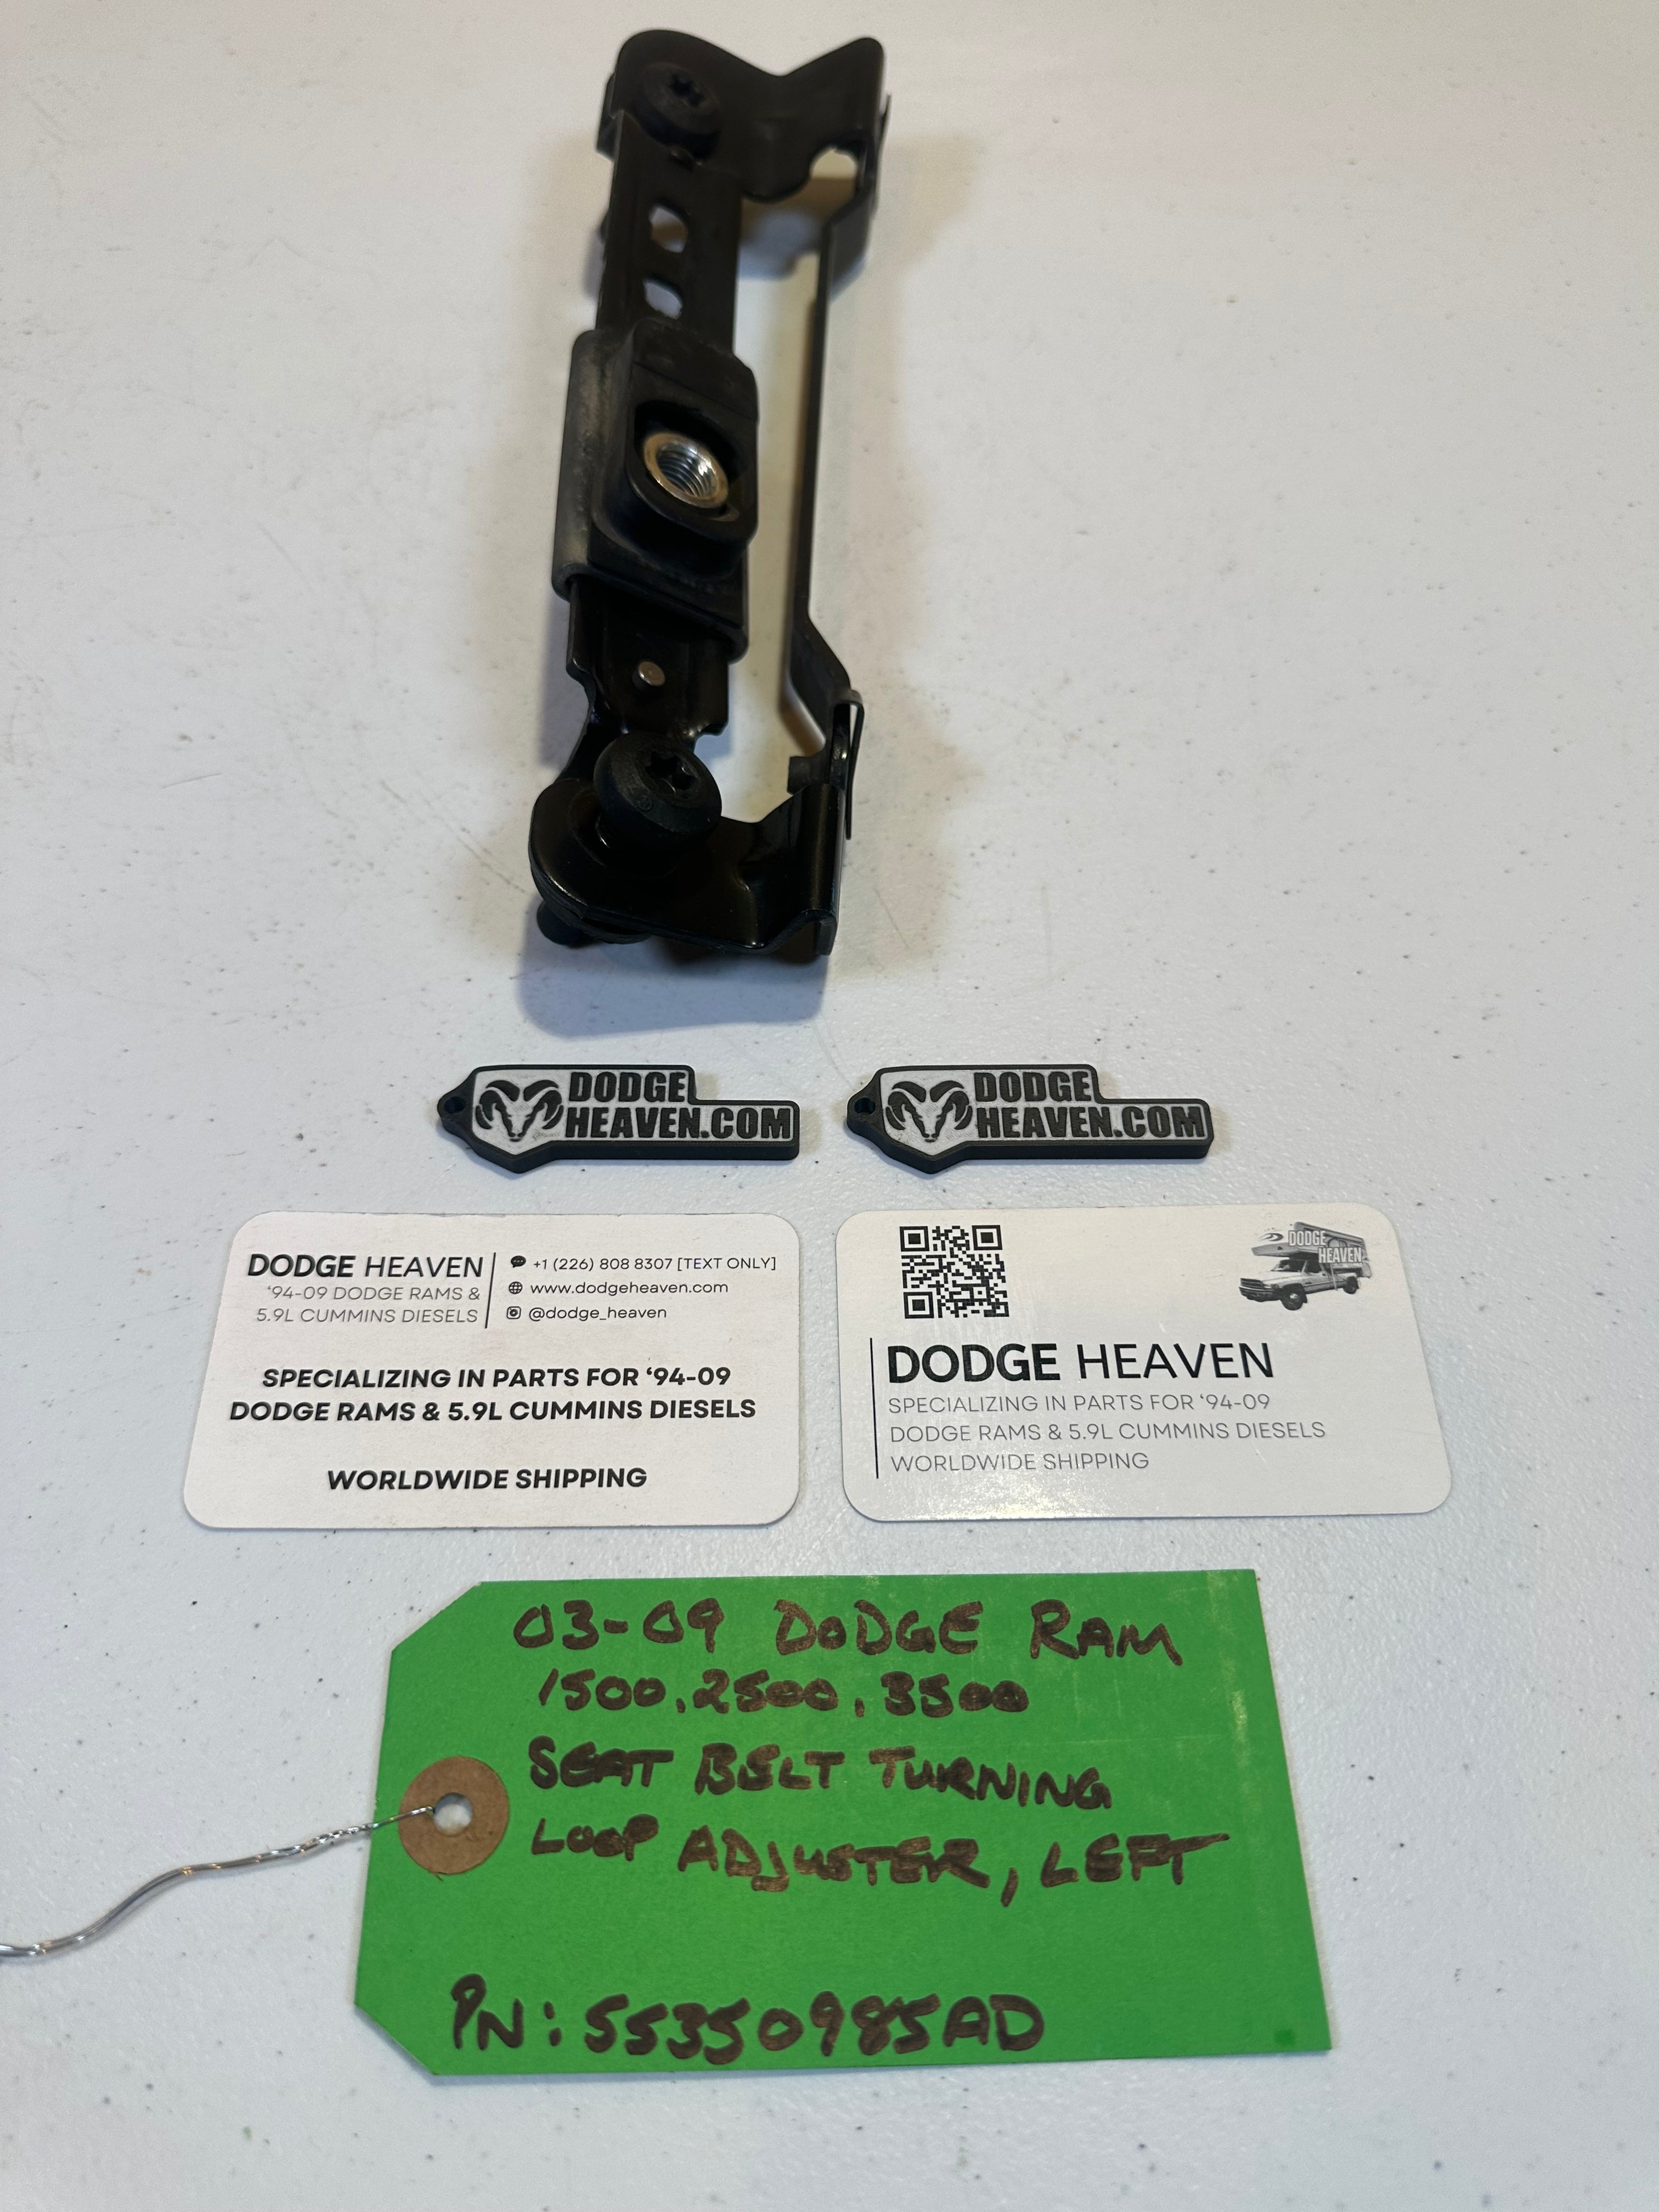 DODGE
HEAVEN.COM
DODGE
HEAVEN.COM
DODGE HEAVEN
‘94-09 DODGE RAMS &
5.9L CUMMINS DIESELS
+1 (226) 808 8307 [TEXT ONLY]
www.dodgeheaven.com
@dodge_heaven
SPECIALIZING IN PARTS FOR ‘94-09
DODGE RAMS & 5.9L CUMMINS DIESELS
WORLDWIDE SHIPPING
DODGE
HEAVEN
DODGE HEAVEN
SPECIALIZING IN PARTS FOR ‘94-09
DODGE RAMS & 5.9L CUMMINS DIESELS
WORLDWIDE SHIPPING
03-09 DODGE RAM
1500, 2500, 3500
SEAT BELT TURNING
LOOP ADJUSTER, LEFT
PN: 55350985AD